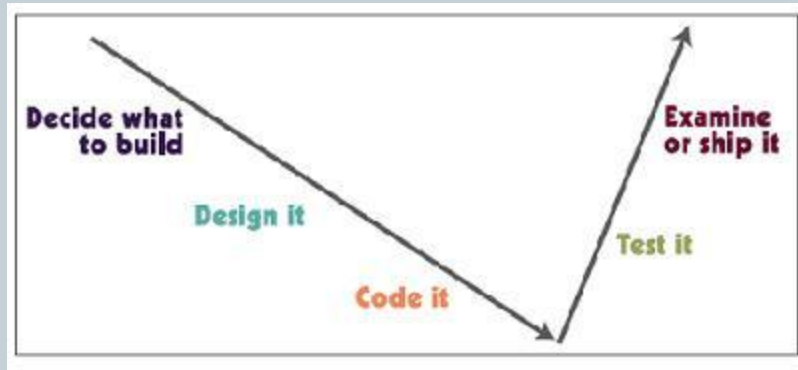 Decide what
to build
Design it
Code it
Test it
Examine
or ship it